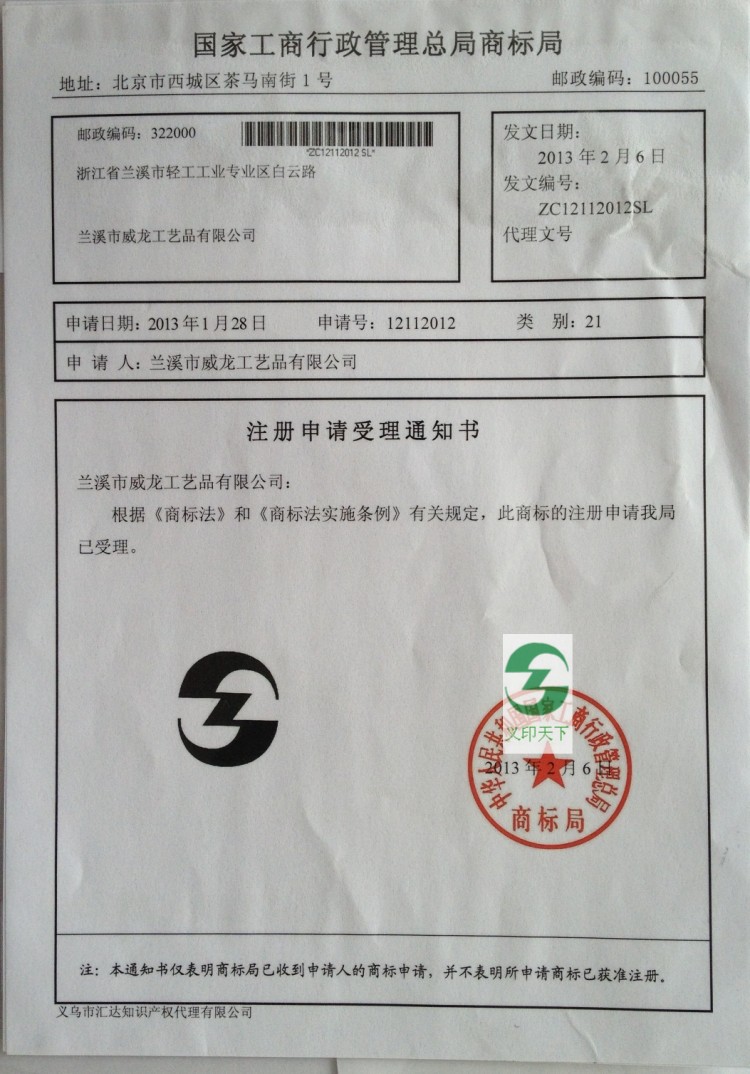 国家工商行政管理总局商标局
地址：北京市西城区茶马南街1号
邮政编码：100055
邮政编码：322000
*ZC12112012 SL*
浙江省兰溪市轻工工业专业区白云路
兰溪市威龙工艺品有限公司
发文日期：
2013年2月6日
发文编号：
ZC12112012SL
代理文号
申请日期：2013年1月28日 申请号：12112012 类 别：21
申 请 人：兰溪市威龙工艺品有限公司
注册申请受理通知书
兰溪市威龙工艺品有限公司：
根据《商标法》和《商标法实施条例》有关规定，此商标的注册申请我局
已受理。
义印天下
2013年2月6日
商标局
注：本通知书仅表明商标局已收到申请人的商标申请，并不表明所申请商标已获准注册。
义乌市汇达知识产权代理有限公司